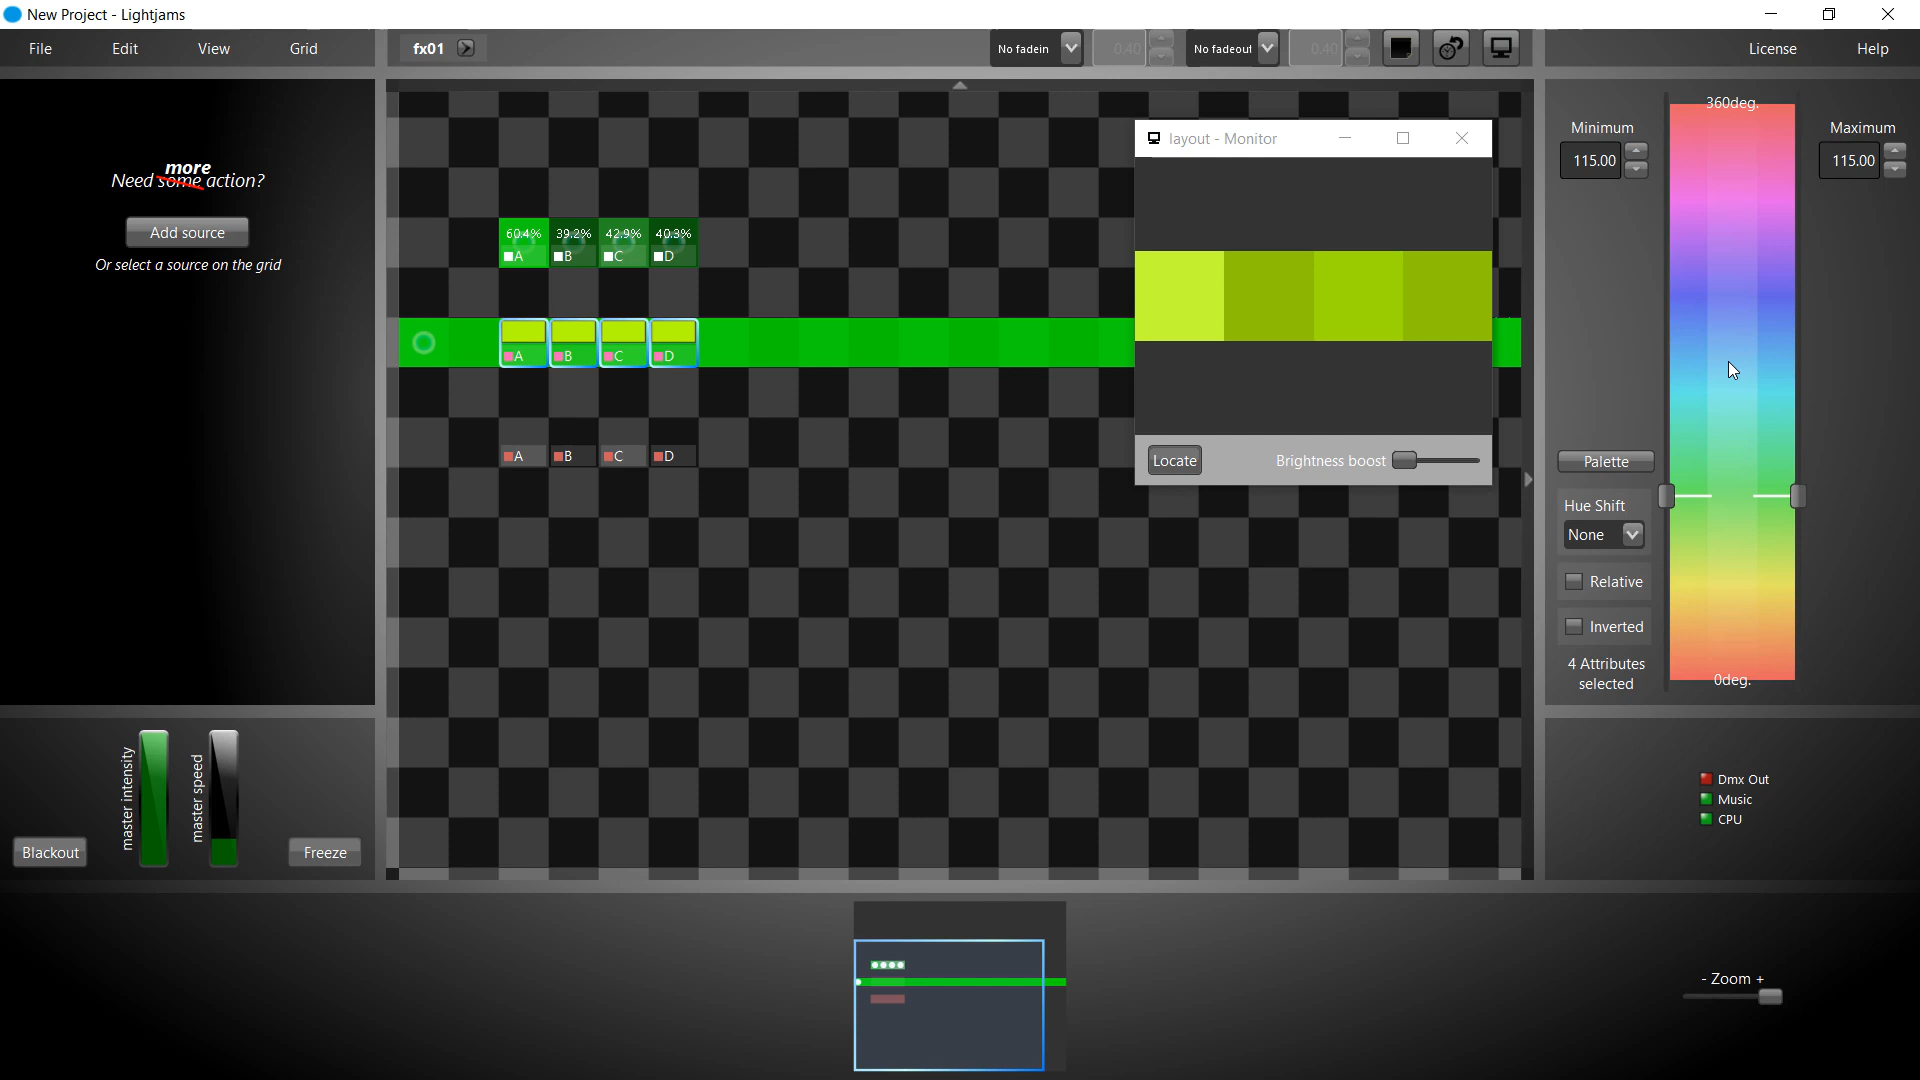 New Project - Lightjams
File Edit View Grid
fx01
No fadein 0.40 No fadeout 0.40
License Help
more
Need some action?
Add source
Or select a source on the grid
60.4% 39.2% 42.9% 40.3%
A B C D
A B C D
A B C D
layout - Monitor
Locate Brightness boost
360deg.
Minimum Maximum
115.00 115.00
Palette
Hue Shift
None
Relative
Inverted
4 Attributes
selected
0deg.
master intensity
master speed
Blackout Freeze
Dmx Out
Music
CPU
- Zoom +